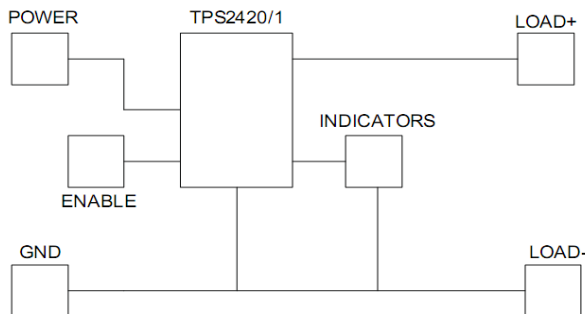 POWER
TPS2420/1
LOAD+
INDICATORS
ENABLE
GND
LOAD-